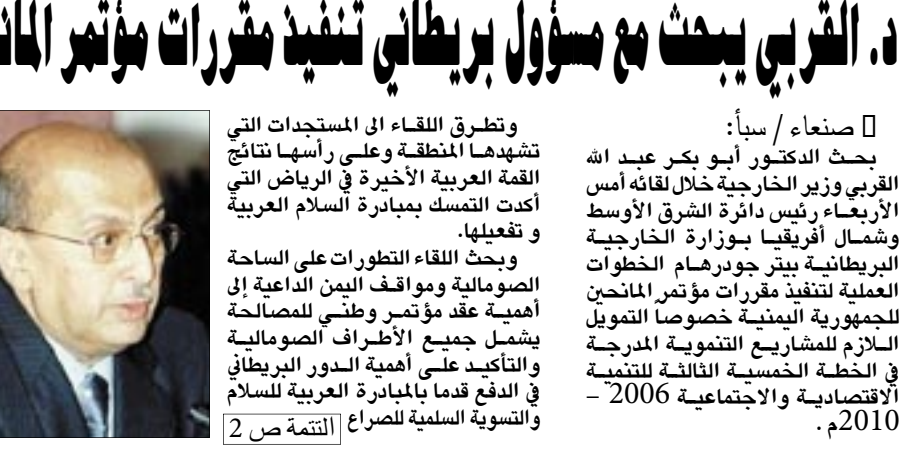 د. القربي يبحث مع مسؤول بريطاني تنفيذ مقررات مؤتمر
صنعاء / سبأ:
بحث الدكتور أبو بكر عبد الله
القربي وزير الخارجية خلال لقائه أمس
الأربعاء رئيس دائرة الشرق الأوسط
وشمال أفريقيا بوزارة الخارجية
البريطانية بيتر جودرهام الخطوات
العملية لتنفيذ مقررات مؤتمر المانحين
للجمهورية اليمنية خصوصاً التمويل
اللازم للمشاريع التنموية المدرجة
في الخطة الخمسية الثالثة للتنمية
الاقتصادية والاجتماعية 2006 –
2010م .
وتطرق اللقاء الى المستجدات التي
تشهدها المنطقة وعلى رأسها نتائج
القمة العربية الأخيرة في الرياض التي
أكدت التمسك بمبادرة السلام العربية
و تفعيلها.
وبحث اللقاء التطورات على الساحة
الصومالية ومواقف اليمن الداعية إلى
أهمية عقد مؤتمر وطني للمصالحة
يشمل جميع الأطراف الصومالية
والتأكيد على أهمية الدور البريطاني
في الدفع قدما بالمبادرة العربية للسلام
والتسوية السلمية للصراع التتمة ص 2